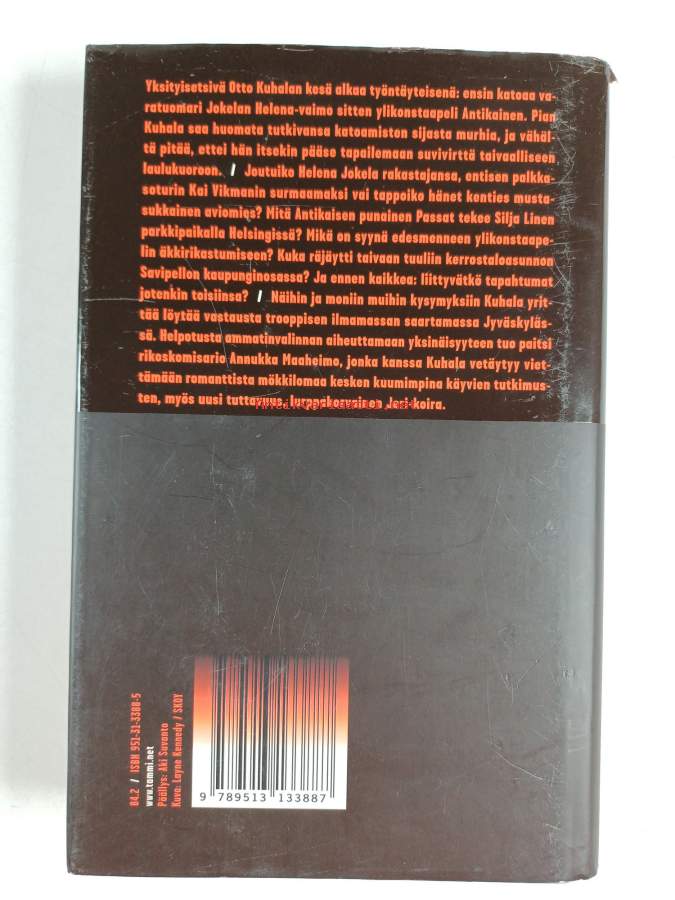 Yksityisetsivä Otto Kuhalan kesä alkaa työntäyteisenä: ensin katoaa va-
ratuomari Jokelan Helena-vaimo sitten ylikonstaapeli Antikainen. Pian
Kuhala saa huomata tutkivansa katoamisten sijasta murhia, ja vähäl-
tä pitää, ettei hän itsekin pääse tapailemaan suvivirttä taivaalliseen
laulukuoroon. / Joutuiko Helena Jokela rakastajansa, entisen palkka-
soturin Kai Vikmanin surmaamaksi vai tappoiko hänet kenties musta-
sukkainen aviomies? Mitä Antikaisen punainen Passat tekee Silja Linen
parkkipaikalla Helsingissä? Mikä on syynä edesmenneen ylikonstaape-
lin äkkirikastumiseen? Kuka räjäytti taivaan tuuliin kerrostaloasunnon
Savipellon kaupunginosassa? Ja ennen kaikkea: liittyvätkö tapahtumat
jotenkin toisiinsa? / Näihin ja moniin muihin kysymyksiin Kuhala yrit-
tää löytää vastausta trooppisen ilmamassan saartamassa Jyväskyläs-
sä. Helpotusta ammatinvalinnan aiheuttamaan yksinäisyyteen tuo paitsi
rikoskomisario Annukka Maaheimo, jonka kanssa Kuhala vetäytyy viet-
tämään romanttista mökkilomaa kesken kuumimpina käyvien tutkimus-
ten, myös uusi tuttavuus, lurppakorvainen Jeri-koira.
84.2 / ISBN 951-31-3388-5
www.tammi.net
Päällys: Aki Suvanto
Kuva: Layne Kennedy / SKOY
9 789513 133887